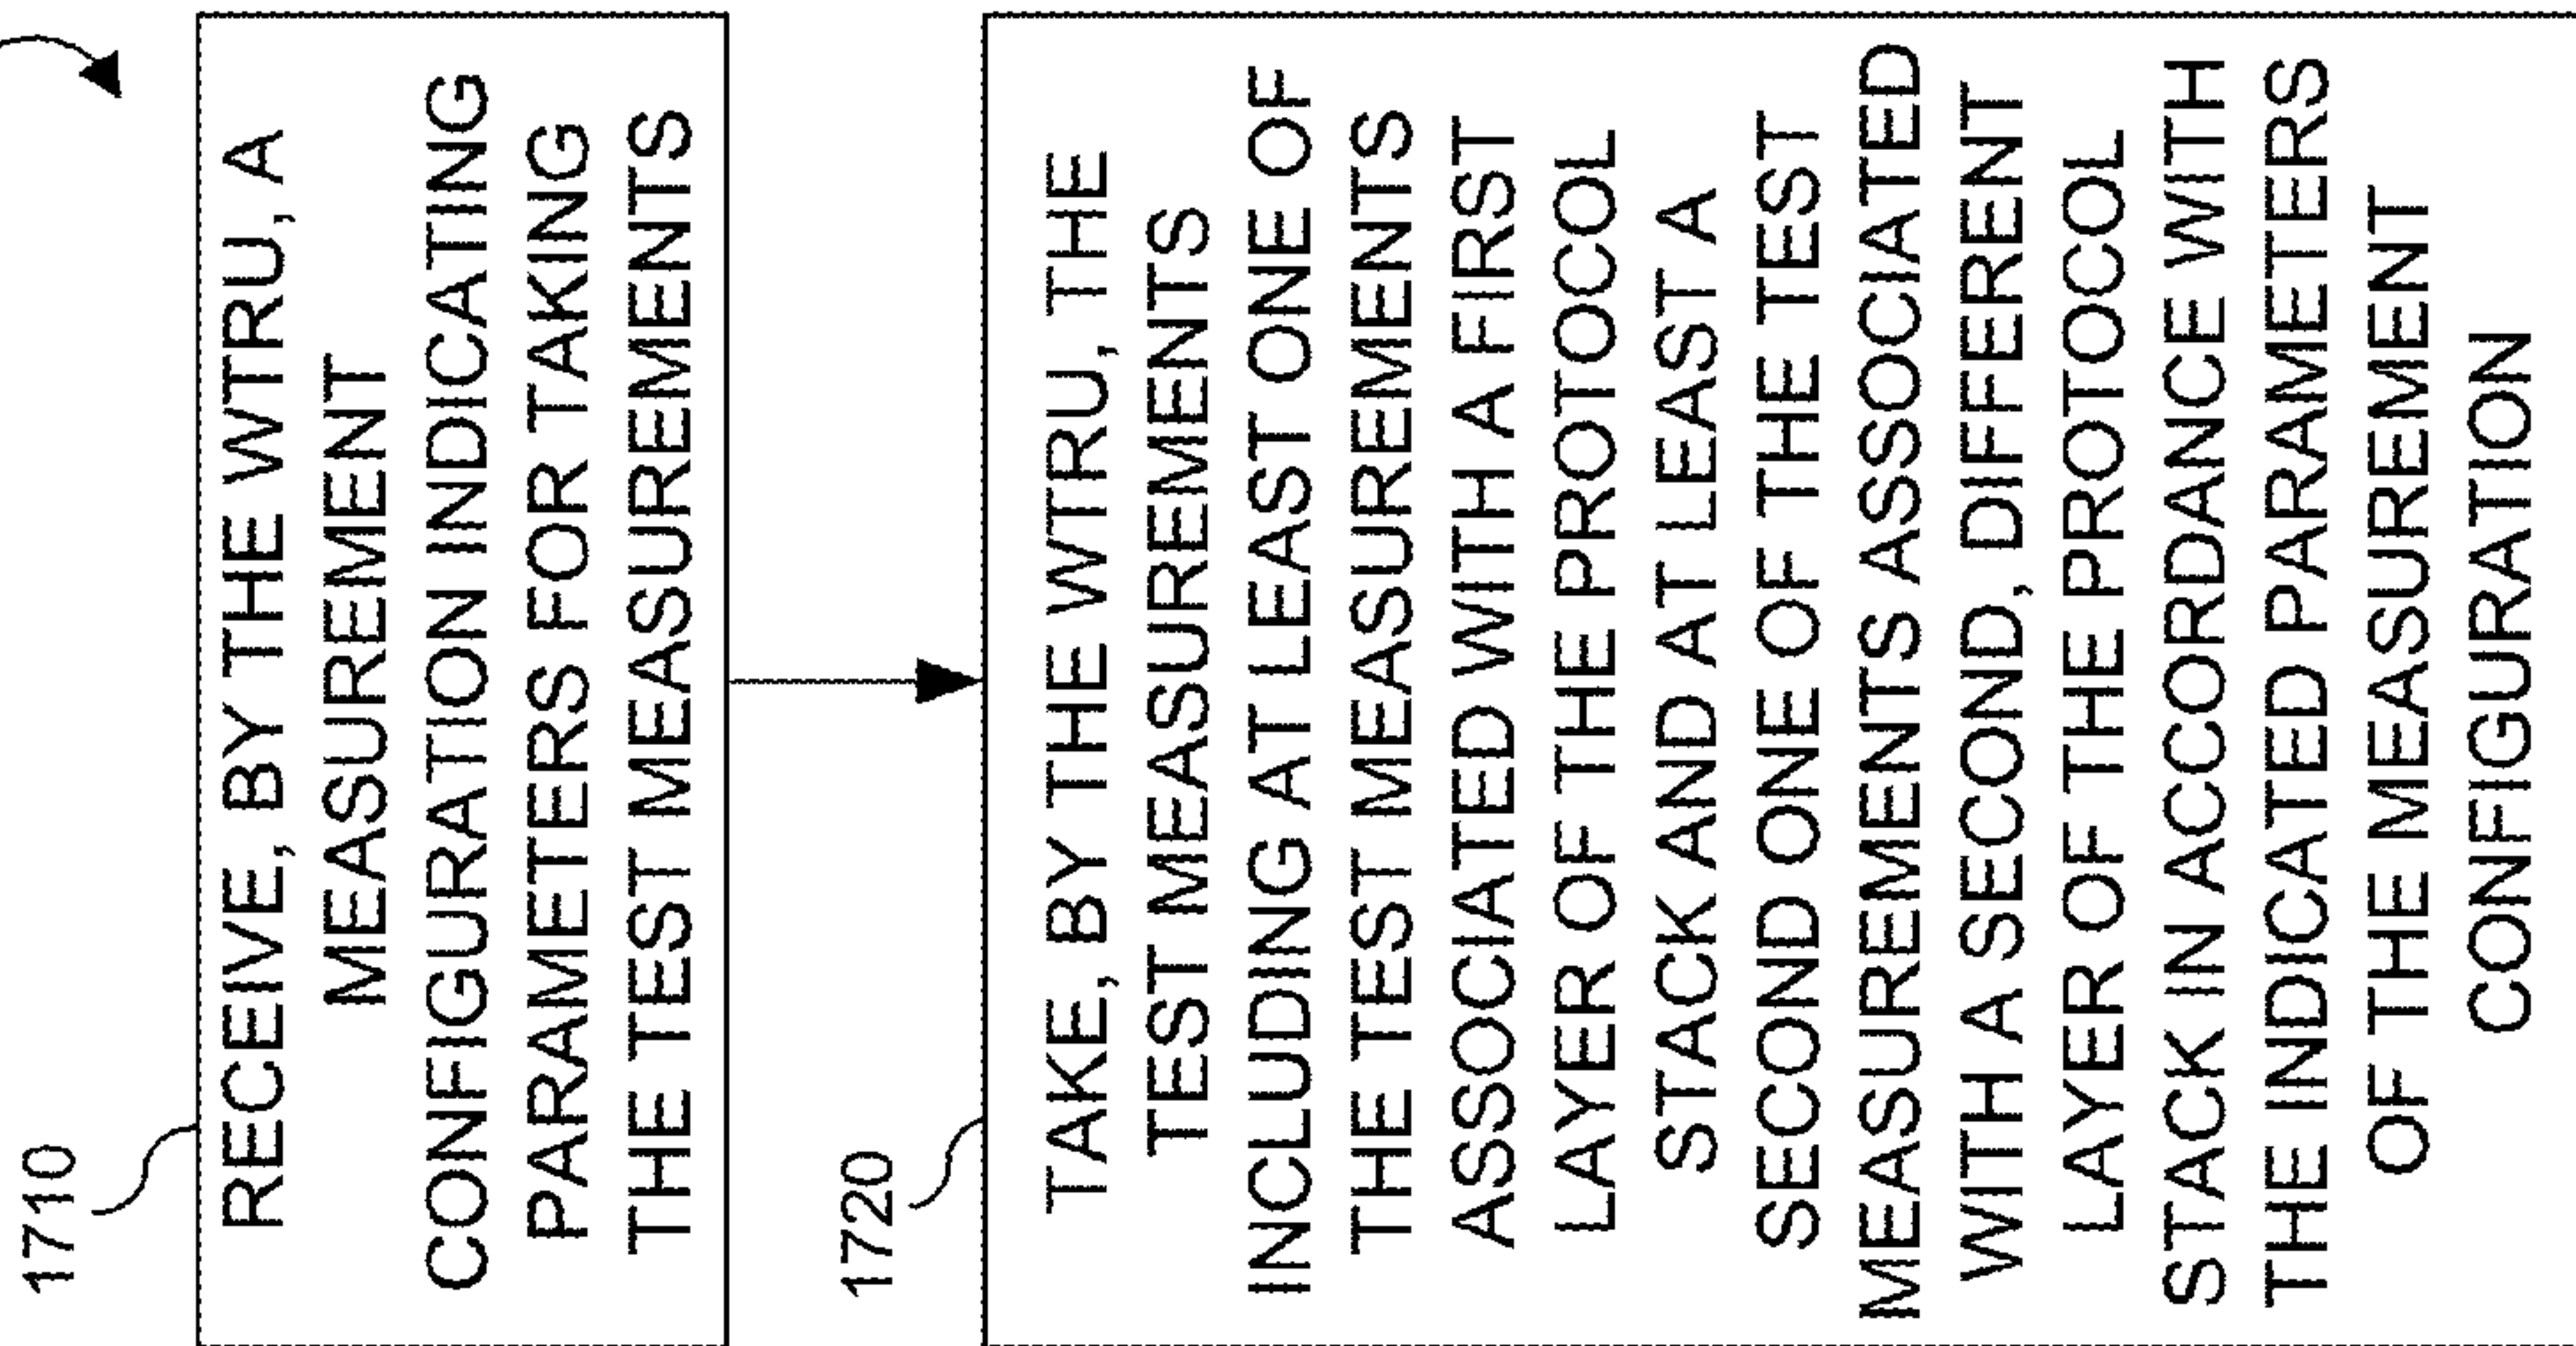 1710
RECEIVE, BY THE WTRU, A
MEASUREMENT
CONFIGURATION INDICATING
PARAMETERS FOR TAKING
THE TEST MEASUREMENTS
1720
TAKE, BY THE WTRU, THE
TEST MEASUREMENTS
INCLUDING AT LEAST ONE OF
THE TEST MEASUREMENTS
ASSOCIATED WITH A FIRST
LAYER OF THE PROTOCOL
STACK AND AT LEAST A
SECOND ONE OF THE TEST
MEASUREMENTS ASSOCIATED
WITH A SECOND, DIFFERENT
LAYER OF THE PROTOCOL
STACK IN ACCORDANCE WITH
THE INDICATED PARAMETERS
OF THE MEASUREMENT
CONFIGURATION